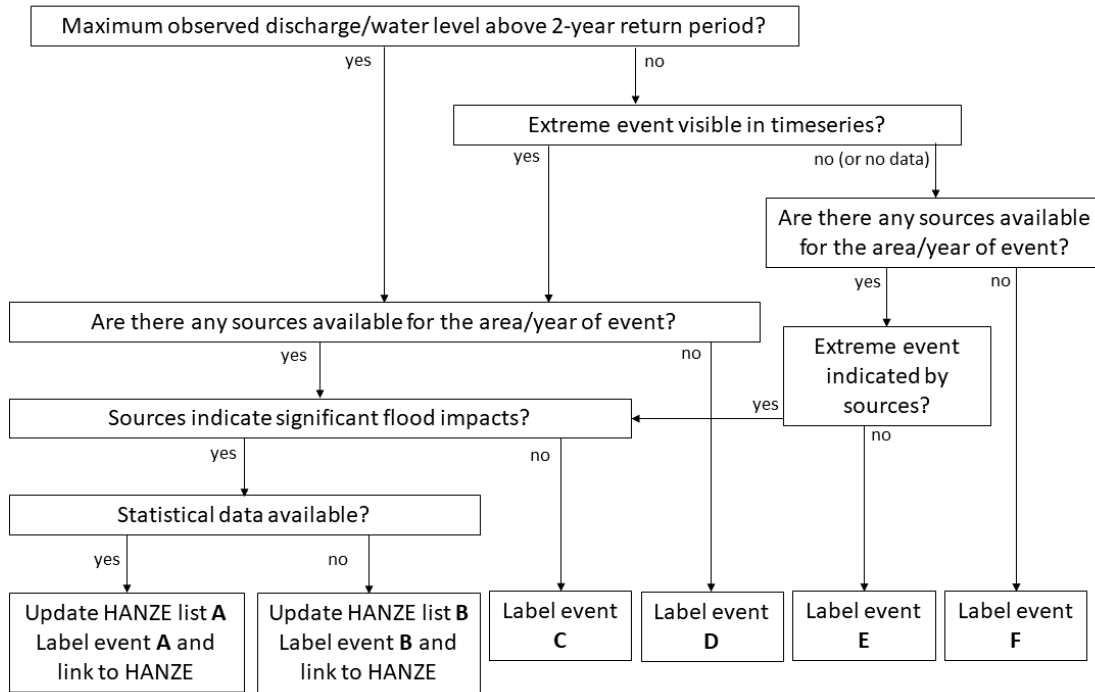 Maximum observed discharge/water level above 2-year return period?
yes
no
Extreme event visible in timeseries?
yes
no (or no data)
Are there any sources available
for the area/year of event?
yes
no
Are there any sources available for the area/year of event?
yes
no
Extreme event
indicated by
sources?
yes
no
Sources indicate significant flood impacts?
yes
no
Statistical data available?
yes
no
Update HANZE list A
Label event A and
link to HANZE
Update HANZE list B
Label event B and
link to HANZE
Label event
C
Label event
D
Label event
E
Label event
F